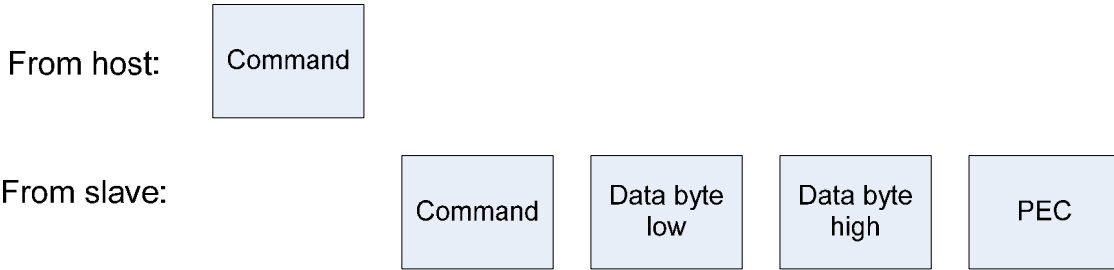 From host:
Command
From slave:
Command
Data byte
low
Data byte
high
PEC